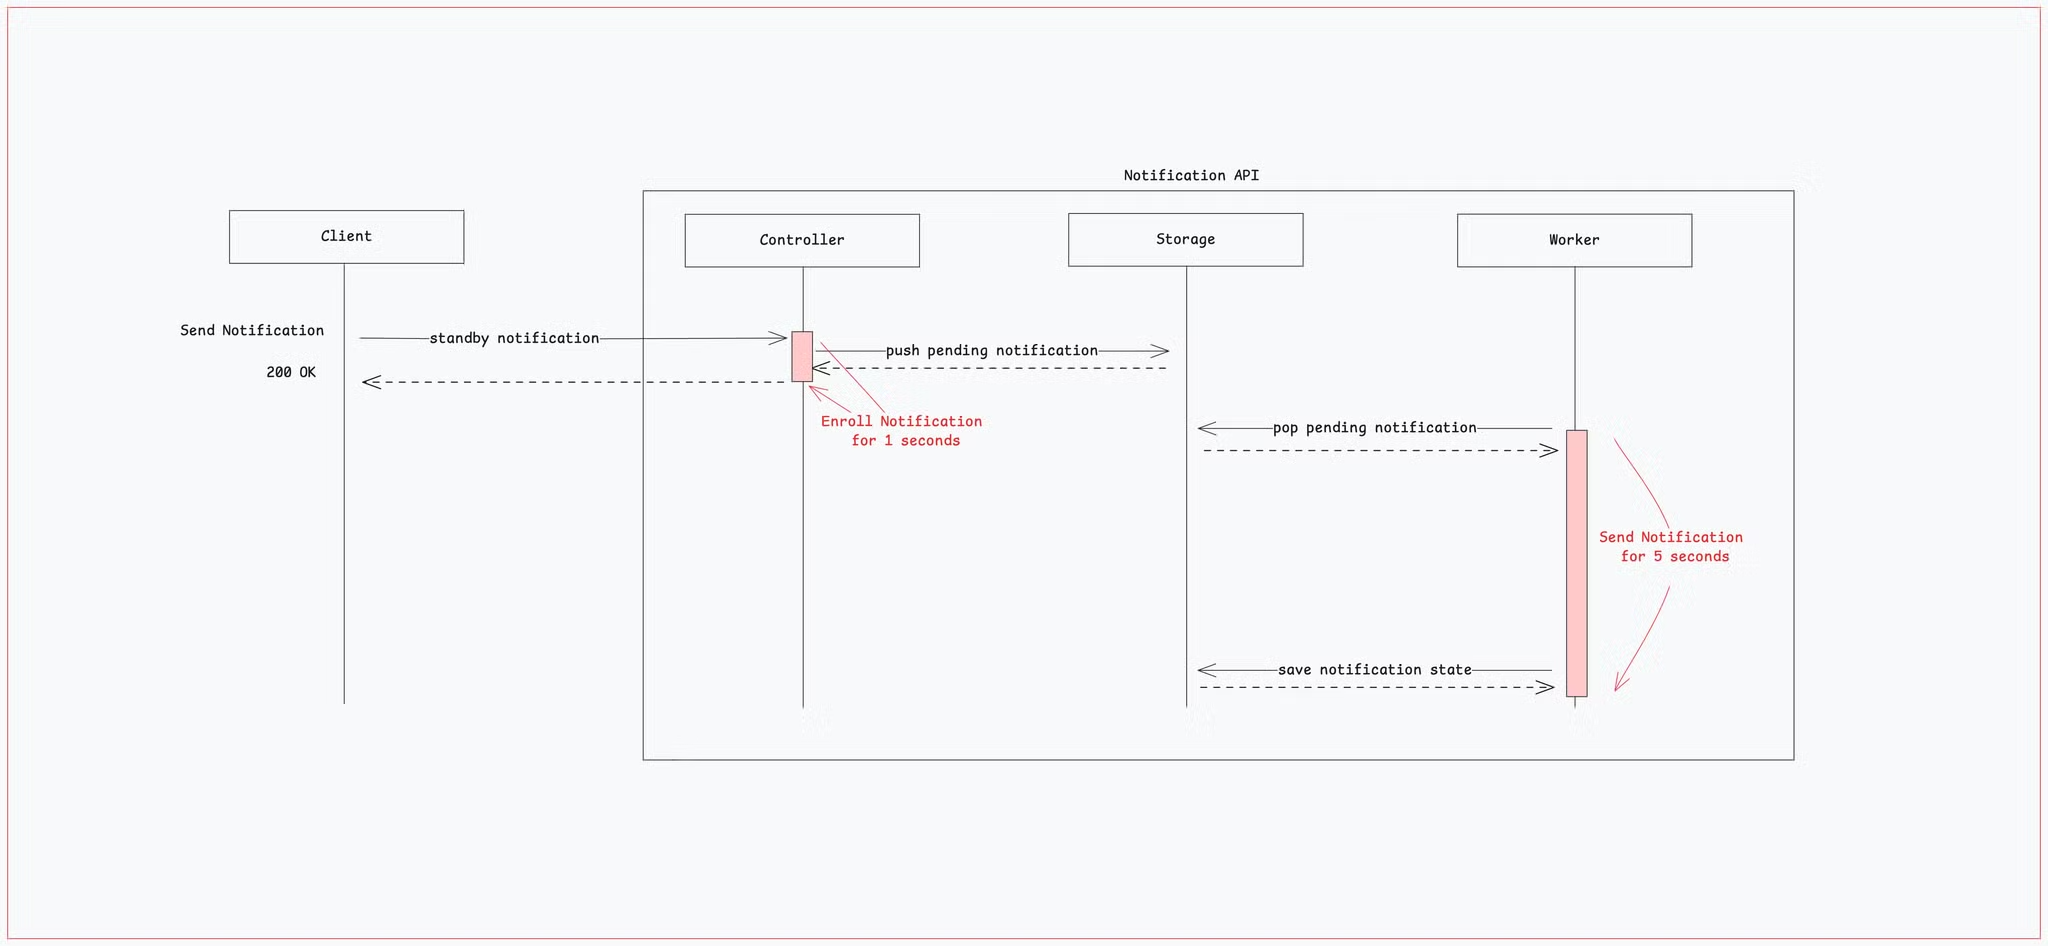 Notification API
Client
Controller
Storage
Worker
Send Notification
standby notification
push pending notification
200 OK
Enroll Notification
for 1 seconds
pop pending notification
Send Notification
for 5 seconds
save notification state